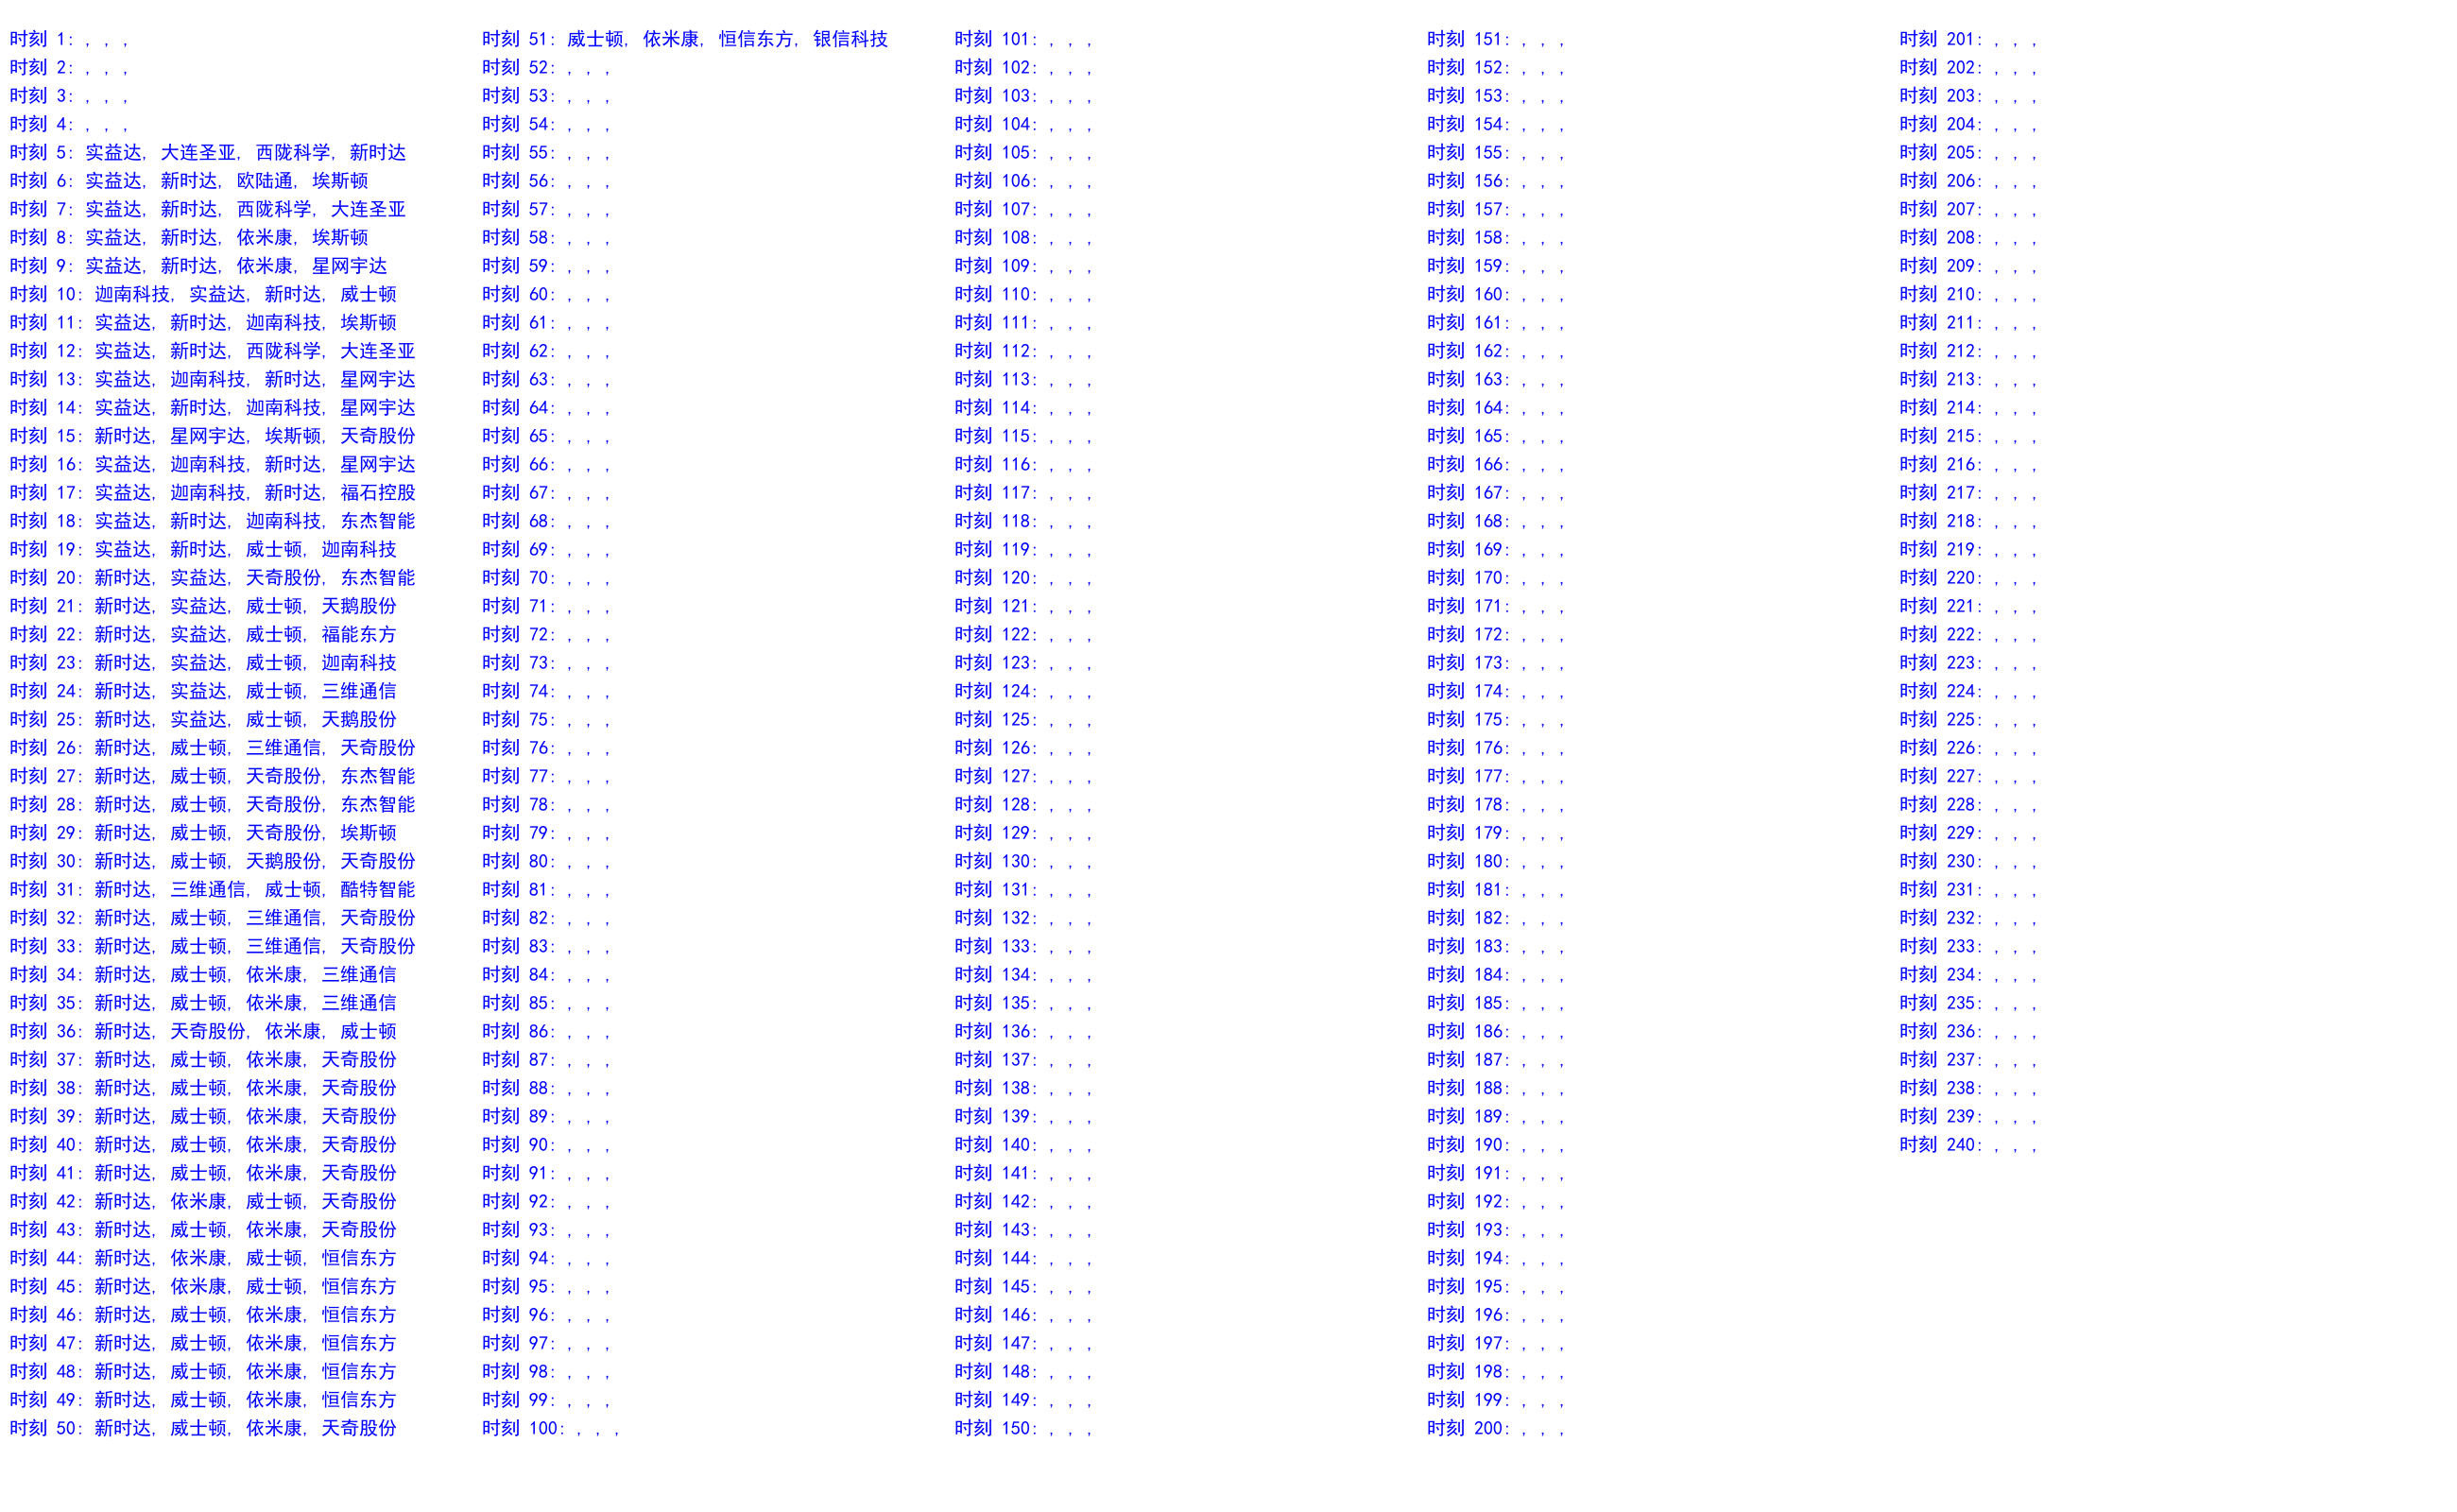 时刻 1: , , ,
时刻 2: , , ,
时刻 3: , , ,
时刻 4: , , ,
时刻 5: 实益达, 大连圣亚, 西陇科学, 新时达
时刻 6: 实益达, 新时达, 欧陆通, 埃斯顿
时刻 7: 实益达, 新时达, 西陇科学, 大连圣亚
时刻 8: 实益达, 新时达, 依米康, 埃斯顿
时刻 9: 实益达, 新时达, 依米康, 星网宇达
时刻 10: 迦南科技, 实益达, 新时达, 威士顿
时刻 11: 实益达, 新时达, 迦南科技, 埃斯顿
时刻 12: 实益达, 新时达, 西陇科学, 大连圣亚
时刻 13: 实益达, 迦南科技, 新时达, 星网宇达
时刻 14: 实益达, 新时达, 迦南科技, 星网宇达
时刻 15: 新时达, 星网宇达, 埃斯顿, 天奇股份
时刻 16: 实益达, 迦南科技, 新时达, 星网宇达
时刻 17: 实益达, 迦南科技, 新时达, 福石控股
时刻 18: 实益达, 新时达, 迦南科技, 东杰智能
时刻 19: 实益达, 新时达, 威士顿, 迦南科技
时刻 20: 新时达, 实益达, 天奇股份, 东杰智能
时刻 21: 新时达, 实益达, 威士顿, 天鹅股份
时刻 22: 新时达, 实益达, 威士顿, 福能东方
时刻 23: 新时达, 实益达, 威士顿, 迦南科技
时刻 24: 新时达, 实益达, 威士顿, 三维通信
时刻 25: 新时达, 实益达, 威士顿, 天鹅股份
时刻 26: 新时达, 威士顿, 三维通信, 天奇股份
时刻 27: 新时达, 威士顿, 天奇股份, 东杰智能
时刻 28: 新时达, 威士顿, 天奇股份, 东杰智能
时刻 29: 新时达, 威士顿, 天奇股份, 埃斯顿
时刻 30: 新时达, 威士顿, 天鹅股份, 天奇股份
时刻 31: 新时达, 三维通信, 威士顿, 酷特智能
时刻 32: 新时达, 威士顿, 三维通信, 天奇股份
时刻 33: 新时达, 威士顿, 三维通信, 天奇股份
时刻 34: 新时达, 威士顿, 依米康, 三维通信
时刻 35: 新时达, 威士顿, 依米康, 三维通信
时刻 36: 新时达, 天奇股份, 依米康, 威士顿
时刻 37: 新时达, 威士顿, 依米康, 天奇股份
时刻 38: 新时达, 威士顿, 依米康, 天奇股份
时刻 39: 新时达, 威士顿, 依米康, 天奇股份
时刻 40: 新时达, 威士顿, 依米康, 天奇股份
时刻 41: 新时达, 威士顿, 依米康, 天奇股份
时刻 42: 新时达, 依米康, 威士顿, 天奇股份
时刻 43: 新时达, 威士顿, 依米康, 天奇股份
时刻 44: 新时达, 依米康, 威士顿, 恒信东方
时刻 45: 新时达, 依米康, 威士顿, 恒信东方
时刻 46: 新时达, 威士顿, 依米康, 恒信东方
时刻 47: 新时达, 威士顿, 依米康, 恒信东方
时刻 48: 新时达, 威士顿, 依米康, 恒信东方
时刻 49: 新时达, 威士顿, 依米康, 恒信东方
时刻 50: 新时达, 威士顿, 依米康, 天奇股份
时刻 51: 威士顿, 依米康, 恒信东方, 银信科技
时刻 52: , , ,
时刻 53: , , ,
时刻 54: , , ,
时刻 55: , , ,
时刻 56: , , ,
时刻 57: , , ,
时刻 58: , , ,
时刻 59: , , ,
时刻 60: , , ,
时刻 61: , , ,
时刻 62: , , ,
时刻 63: , , ,
时刻 64: , , ,
时刻 65: , , ,
时刻 66: , , ,
时刻 67: , , ,
时刻 68: , , ,
时刻 69: , , ,
时刻 70: , , ,
时刻 71: , , ,
时刻 72: , , ,
时刻 73: , , ,
时刻 74: , , ,
时刻 75: , , ,
时刻 76: , , ,
时刻 77: , , ,
时刻 78: , , ,
时刻 79: , , ,
时刻 80: , , ,
时刻 81: , , ,
时刻 82: , , ,
时刻 83: , , ,
时刻 84: , , ,
时刻 85: , , ,
时刻 86: , , ,
时刻 87: , , ,
时刻 88: , , ,
时刻 89: , , ,
时刻 90: , , ,
时刻 91: , , ,
时刻 92: , , ,
时刻 93: , , ,
时刻 94: , , ,
时刻 95: , , ,
时刻 96: , , ,
时刻 97: , , ,
时刻 98: , , ,
时刻 99: , , ,
时刻 100: , , ,
时刻 101: , , ,
时刻 102: , , ,
时刻 103: , , ,
时刻 104: , , ,
时刻 105: , , ,
时刻 106: , , ,
时刻 107: , , ,
时刻 108: , , ,
时刻 109: , , ,
时刻 110: , , ,
时刻 111: , , ,
时刻 112: , , ,
时刻 113: , , ,
时刻 114: , , ,
时刻 115: , , ,
时刻 116: , , ,
时刻 117: , , ,
时刻 118: , , ,
时刻 119: , , ,
时刻 120: , , ,
时刻 121: , , ,
时刻 122: , , ,
时刻 123: , , ,
时刻 124: , , ,
时刻 125: , , ,
时刻 126: , , ,
时刻 127: , , ,
时刻 128: , , ,
时刻 129: , , ,
时刻 130: , , ,
时刻 131: , , ,
时刻 132: , , ,
时刻 133: , , ,
时刻 134: , , ,
时刻 135: , , ,
时刻 136: , , ,
时刻 137: , , ,
时刻 138: , , ,
时刻 139: , , ,
时刻 140: , , ,
时刻 141: , , ,
时刻 142: , , ,
时刻 143: , , ,
时刻 144: , , ,
时刻 145: , , ,
时刻 146: , , ,
时刻 147: , , ,
时刻 148: , , ,
时刻 149: , , ,
时刻 150: , , ,
时刻 151: , , ,
时刻 152: , , ,
时刻 153: , , ,
时刻 154: , , ,
时刻 155: , , ,
时刻 156: , , ,
时刻 157: , , ,
时刻 158: , , ,
时刻 159: , , ,
时刻 160: , , ,
时刻 161: , , ,
时刻 162: , , ,
时刻 163: , , ,
时刻 164: , , ,
时刻 165: , , ,
时刻 166: , , ,
时刻 167: , , ,
时刻 168: , , ,
时刻 169: , , ,
时刻 170: , , ,
时刻 171: , , ,
时刻 172: , , ,
时刻 173: , , ,
时刻 174: , , ,
时刻 175: , , ,
时刻 176: , , ,
时刻 177: , , ,
时刻 178: , , ,
时刻 179: , , ,
时刻 180: , , ,
时刻 181: , , ,
时刻 182: , , ,
时刻 183: , , ,
时刻 184: , , ,
时刻 185: , , ,
时刻 186: , , ,
时刻 187: , , ,
时刻 188: , , ,
时刻 189: , , ,
时刻 190: , , ,
时刻 191: , , ,
时刻 192: , , ,
时刻 193: , , ,
时刻 194: , , ,
时刻 195: , , ,
时刻 196: , , ,
时刻 197: , , ,
时刻 198: , , ,
时刻 199: , , ,
时刻 200: , , ,
时刻 201: , , ,
时刻 202: , , ,
时刻 203: , , ,
时刻 204: , , ,
时刻 205: , , ,
时刻 206: , , ,
时刻 207: , , ,
时刻 208: , , ,
时刻 209: , , ,
时刻 210: , , ,
时刻 211: , , ,
时刻 212: , , ,
时刻 213: , , ,
时刻 214: , , ,
时刻 215: , , ,
时刻 216: , , ,
时刻 217: , , ,
时刻 218: , , ,
时刻 219: , , ,
时刻 220: , , ,
时刻 221: , , ,
时刻 222: , , ,
时刻 223: , , ,
时刻 224: , , ,
时刻 225: , , ,
时刻 226: , , ,
时刻 227: , , ,
时刻 228: , , ,
时刻 229: , , ,
时刻 230: , , ,
时刻 231: , , ,
时刻 232: , , ,
时刻 233: , , ,
时刻 234: , , ,
时刻 235: , , ,
时刻 236: , , ,
时刻 237: , , ,
时刻 238: , , ,
时刻 239: , , ,
时刻 240: , , ,